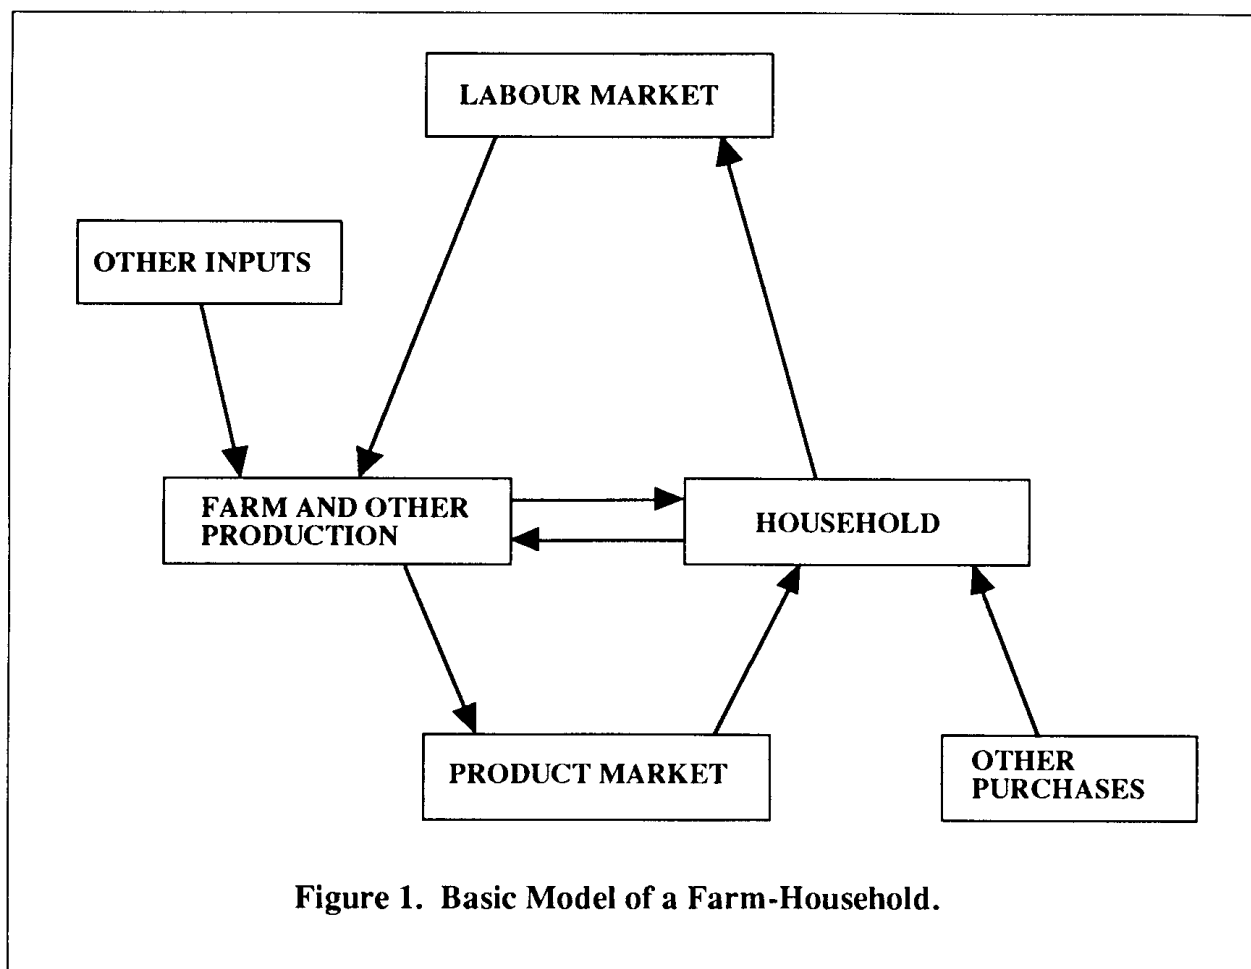 LABOUR MARKET
OTHER INPUTS
FARM AND OTHER
PRODUCTION
HOUSEHOLD
PRODUCT MARKET
OTHER
PURCHASES
Figure 1. Basic Model of a Farm-Household.